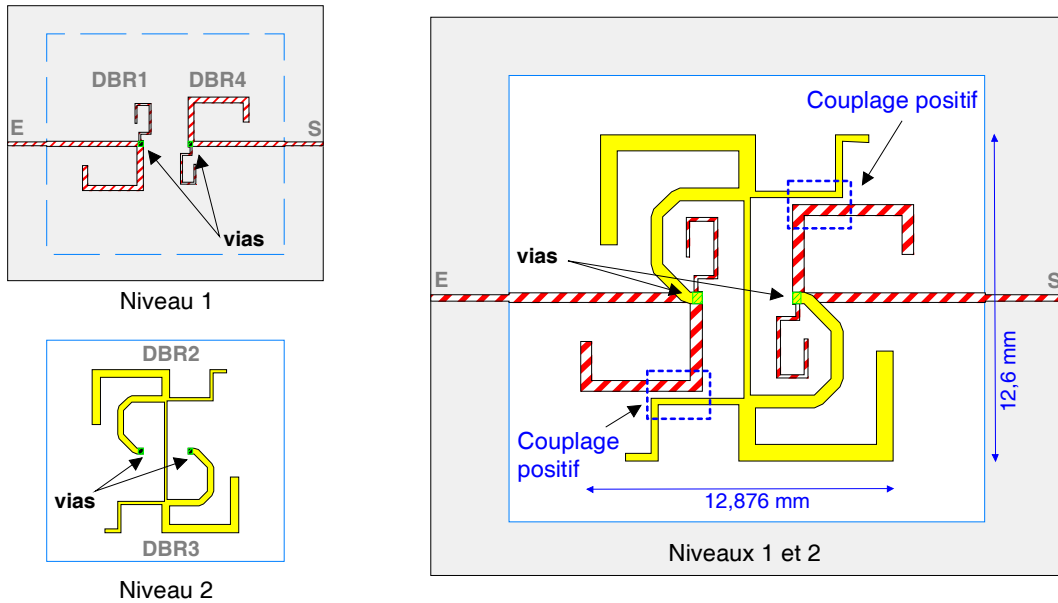 DBR1
DBR4
E
S
vias
Niveau 1
DBR2
vias
DBR3
Niveau 2
Couplage positif
vias
E
S
12,6 mm
Couplage
positif
12,876 mm
Niveaux 1 et 2